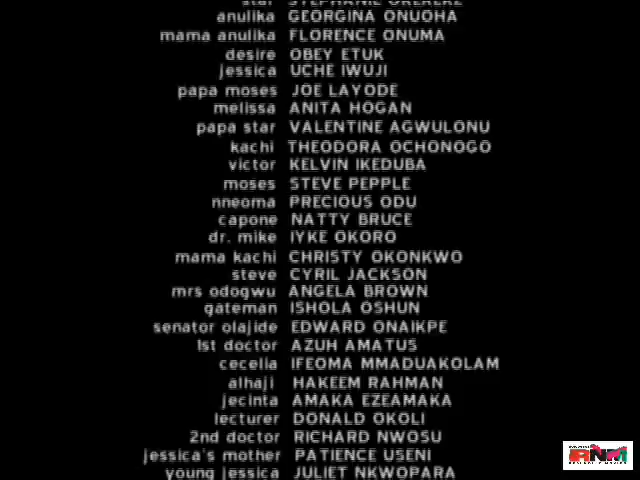 star STEPHANIE OKEREKE
anulika GEORGINA ONUOHA
mama anulika FLORENCE ONUMA
desire OBEY ETUK
jessica UCHE IWUJI
papa moses JOE LAYODE
melissa ANITA HOGAN
papa star VALENTINE AGWULONU
kachi THEODORA OCHONOGO
victor KELVIN IKEDUBA
moses STEVE PEPPLE
nneoma PRECIOUS ODU
capone NATTY BRUCE
dr. mike IYKE OKORO
mama kachi CHRISTY OKONKWO
steve CYRIL JACKSON
mrs odogwu ANGELA BROWN
gateman ISHOLA OSHUN
senator olajide EDWARD ONAIKPE
1st doctor AZUH AMATUS
cecelia IFEOMA MMADUAKOLAM
alhaji HAKEEM RAHMAN
jecinta AMAKA EZEAMAKA
lecturer DONALD OKOLI
2nd doctor RICHARD NWOSU
jessica's mother PATIENCE USENI
young jessica JULIET NKWOPARA
RNM